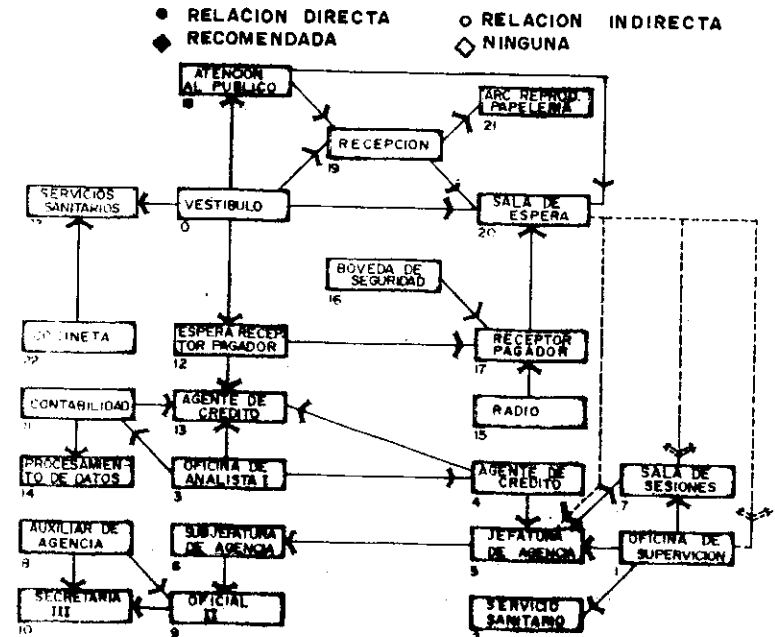 RELACION DIRECTA
RELACION INDIRECTA
RECOMENDADA
NINGUNA
ATENCION
AL PUBLICO
18
ARC REPROD.
PAPELERIA
21
RECEPCION
19
SERVICIOS
SANITARIOS
VESTIBULO
0
SALA DE
ESPERA
20
BOVEDA DE
SEGURIDAD
16
COCINETA
22
ESPERA RECEP
TOR PAGADOR
12
RECEPTOR
PAGADOR
17
CONTABILIDAD
11
AGENTE DE
CREDITO
13
RADIO
15
PROCESAMIEN-
TO DE DATOS
14
OFICINA DE
ANALISTA I
3
AGENTE DE
CREDITO
4
SALA DE
SESIONES
7
AUXILIAR DE
AGENCIA
8
SUBJEFATURA
DE AGENCIA
6
JEFATURA
DE AGENCIA
5
OFICINA DE
SUPERVICION
1
SECRETARIA
III
10
OFICIAL
II
9
SERVICIO
SANITARIO